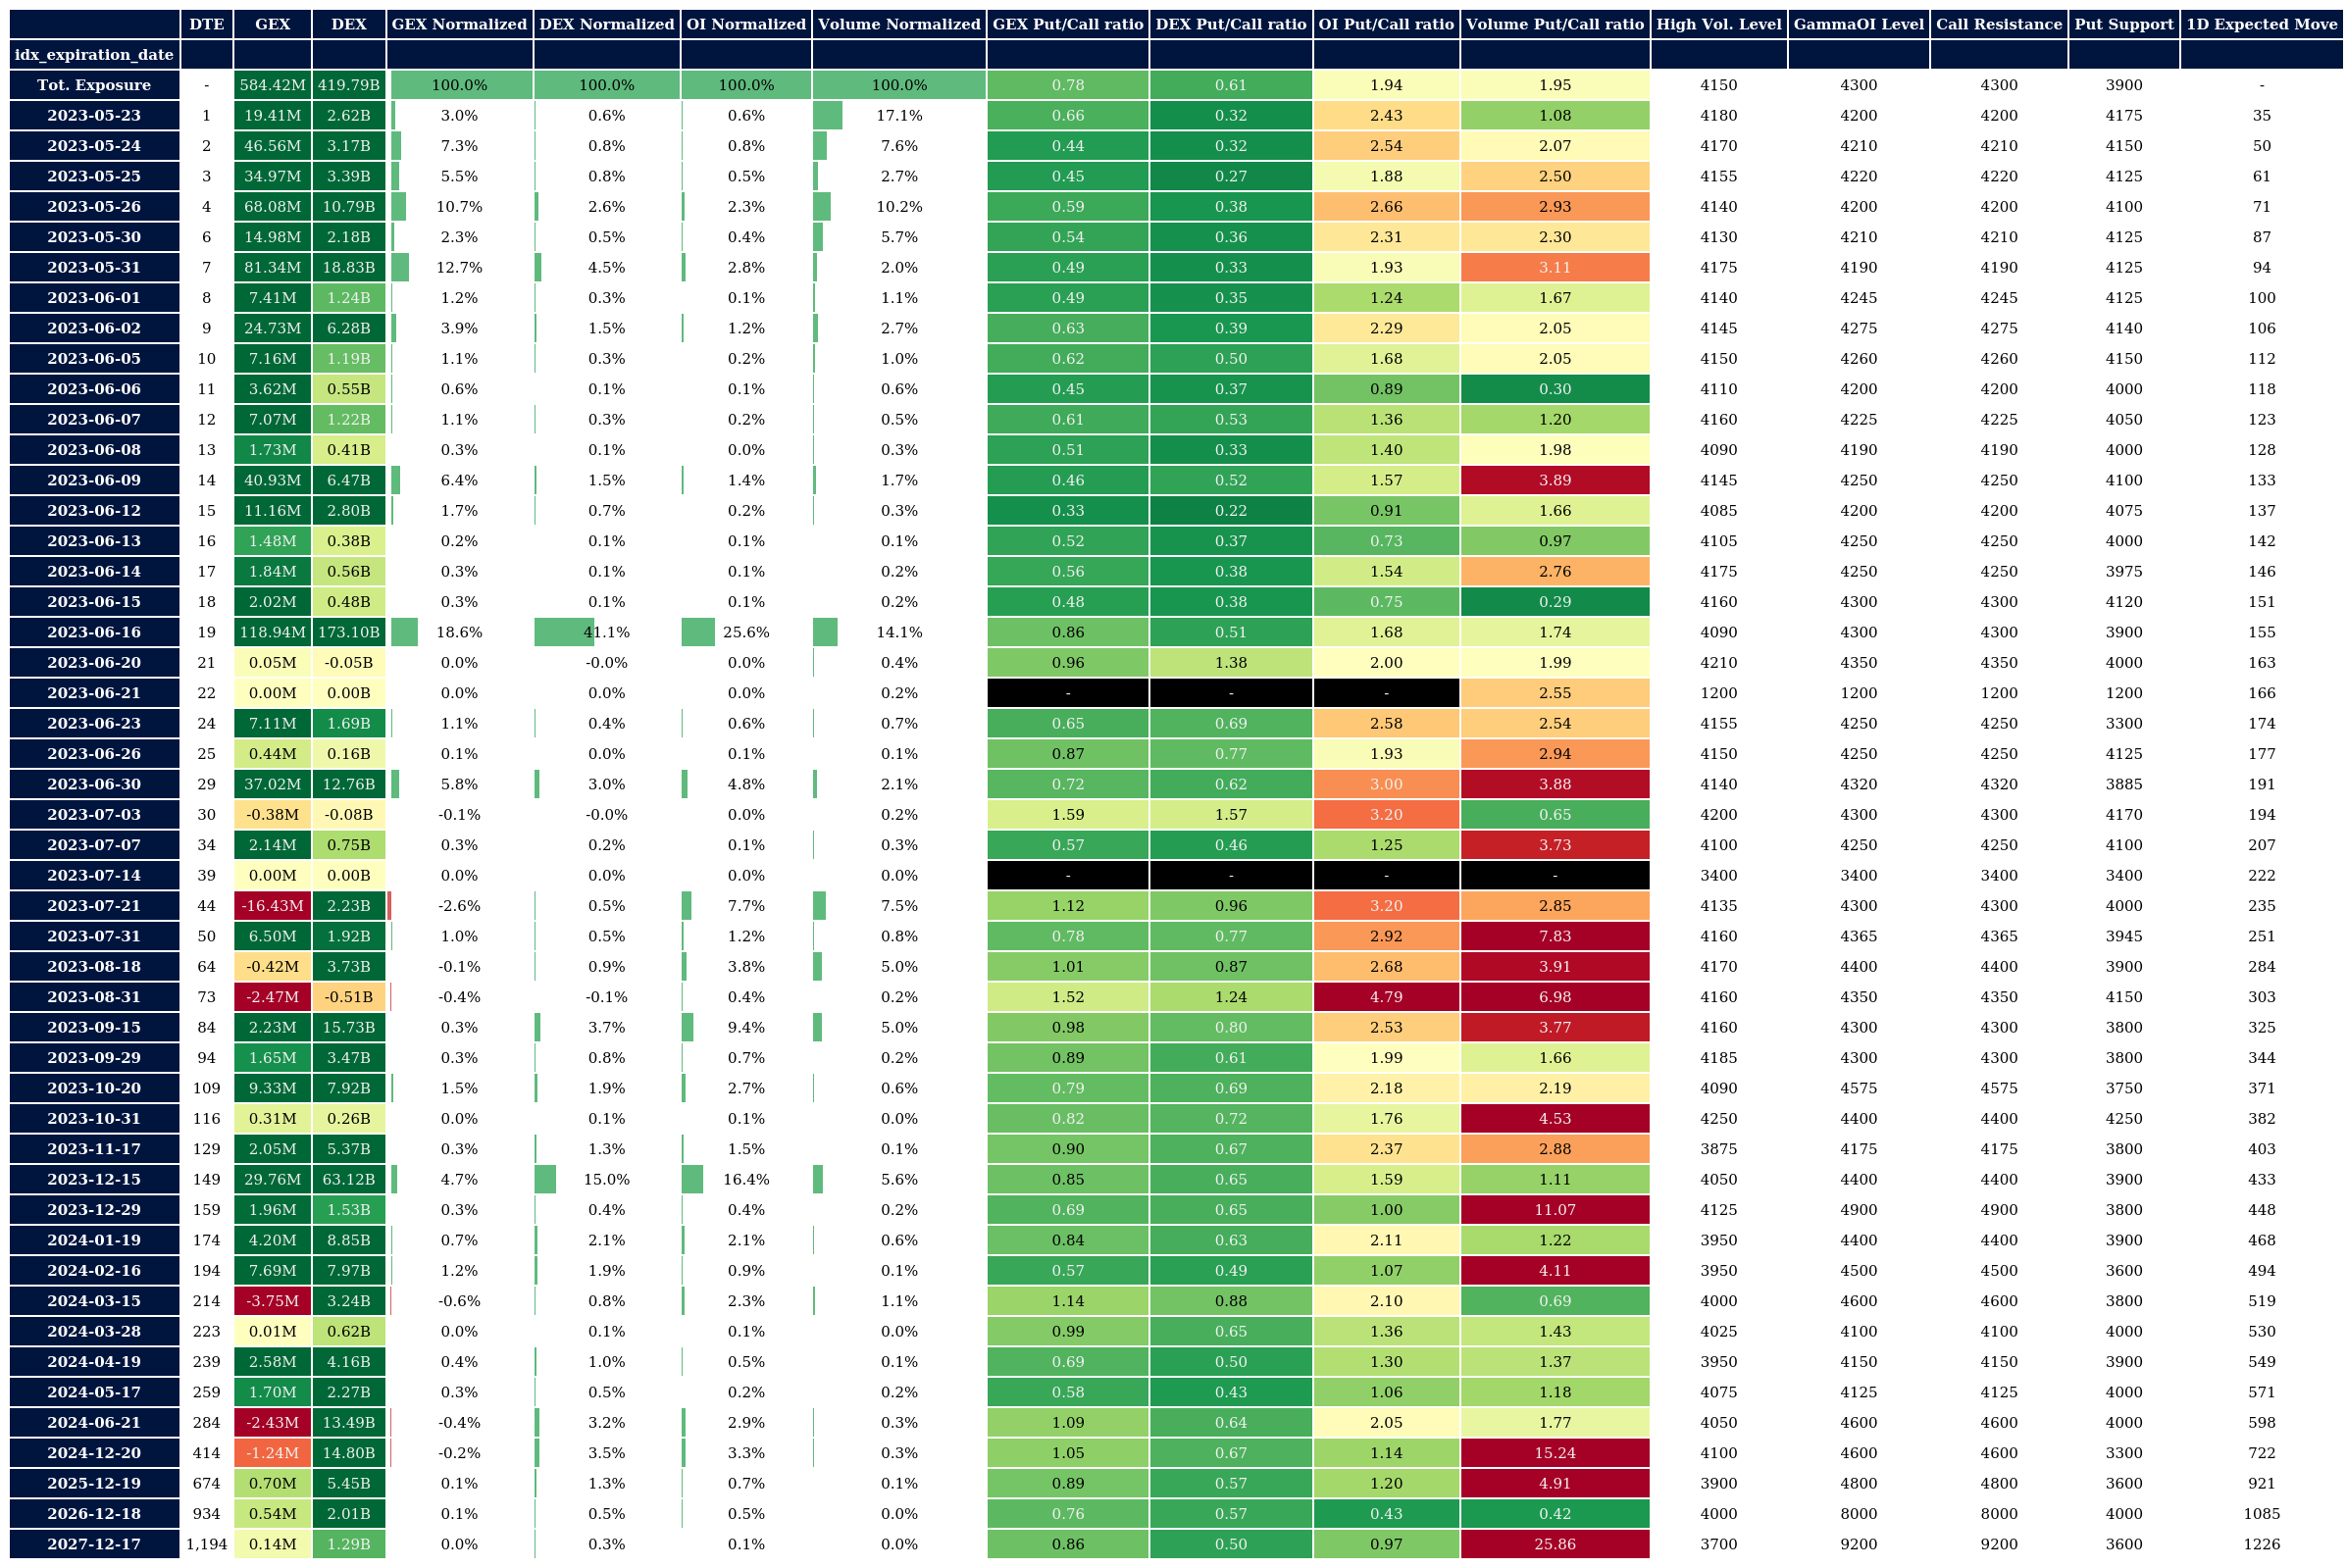 DTE GEX DEX GEX Normalized DEX Normalized OI Normalized Volume Normalized GEX Put/Call ratio DEX Put/Call ratio OI Put/Call ratio Volume Put/Call ratio High Vol. Level GammaOI Level Call Resistance Put Support 1D Expected Move
idx_expiration_date
Tot. Exposure - 584.42M 419.79B 100.0% 100.0% 100.0% 100.0% 0.78 0.61 1.94 1.95 4150 4300 4300 3900 -
2023-05-23 1 19.41M 2.62B 3.0% 0.6% 0.6% 17.1% 0.66 0.32 2.43 1.08 4180 4200 4200 4175 35
2023-05-24 2 46.56M 3.17B 7.3% 0.8% 0.8% 7.6% 0.44 0.32 2.54 2.07 4170 4210 4210 4150 50
2023-05-25 3 34.97M 3.39B 5.5% 0.8% 0.5% 2.7% 0.45 0.27 1.88 2.50 4155 4220 4220 4125 61
2023-05-26 4 68.08M 10.79B 10.7% 2.6% 2.3% 10.2% 0.59 0.38 2.66 2.93 4140 4200 4200 4100 71
2023-05-30 6 14.98M 2.18B 2.3% 0.5% 0.4% 5.7% 0.54 0.36 2.31 2.30 4130 4210 4210 4125 87
2023-05-31 7 81.34M 18.83B 12.7% 4.5% 2.8% 2.0% 0.49 0.33 1.93 3.11 4175 4190 4190 4125 94
2023-06-01 8 7.41M 1.24B 1.2% 0.3% 0.1% 1.1% 0.49 0.35 1.24 1.67 4140 4245 4245 4125 100
2023-06-02 9 24.73M 6.28B 3.9% 1.5% 1.2% 2.7% 0.63 0.39 2.29 2.05 4145 4275 4275 4140 106
2023-06-05 10 7.16M 1.19B 1.1% 0.3% 0.2% 1.0% 0.62 0.50 1.68 2.05 4150 4260 4260 4150 112
2023-06-06 11 3.62M 0.55B 0.6% 0.1% 0.1% 0.6% 0.45 0.37 0.89 0.30 4110 4200 4200 4000 118
2023-06-07 12 7.07M 1.22B 1.1% 0.3% 0.2% 0.5% 0.61 0.53 1.36 1.20 4160 4225 4225 4050 123
2023-06-08 13 1.73M 0.41B 0.3% 0.1% 0.0% 0.3% 0.51 0.33 1.40 1.98 4090 4190 4190 4000 128
2023-06-09 14 40.93M 6.47B 6.4% 1.5% 1.4% 1.7% 0.46 0.52 1.57 3.89 4145 4250 4250 4100 133
2023-06-12 15 11.16M 2.80B 1.7% 0.7% 0.2% 0.3% 0.33 0.22 0.91 1.66 4085 4200 4200 4075 137
2023-06-13 16 1.48M 0.38B 0.2% 0.1% 0.1% 0.1% 0.52 0.37 0.73 0.97 4105 4250 4250 4000 142
2023-06-14 17 1.84M 0.56B 0.3% 0.1% 0.1% 0.2% 0.56 0.38 1.54 2.76 4175 4250 4250 3975 146
2023-06-15 18 2.02M 0.48B 0.3% 0.1% 0.1% 0.2% 0.48 0.38 0.75 0.29 4160 4300 4300 4120 151
2023-06-16 19 118.94M 173.10B 18.6% 41.1% 25.6% 14.1% 0.86 0.51 1.68 1.74 4090 4300 4300 3900 155
2023-06-20 21 0.05M -0.05B 0.0% -0.0% 0.0% 0.4% 0.96 1.38 2.00 1.99 4210 4350 4350 4000 163
2023-06-21 22 0.00M 0.00B 0.0% 0.0% 0.0% 0.2% - - - 2.55 1200 1200 1200 1200 166
2023-06-23 24 7.11M 1.69B 1.1% 0.4% 0.6% 0.7% 0.65 0.69 2.58 2.54 4155 4250 4250 3300 174
2023-06-26 25 0.44M 0.16B 0.1% 0.0% 0.1% 0.1% 0.87 0.77 1.93 2.94 4150 4250 4250 4125 177
2023-06-30 29 37.02M 12.76B 5.8% 3.0% 4.8% 2.1% 0.72 0.62 3.00 3.88 4140 4320 4320 3885 191
2023-07-03 30 -0.38M -0.08B -0.1% -0.0% 0.0% 0.2% 1.59 1.57 3.20 0.65 4200 4300 4300 4170 194
2023-07-07 34 2.14M 0.75B 0.3% 0.2% 0.1% 0.3% 0.57 0.46 1.25 3.73 4100 4250 4250 4100 207
2023-07-14 39 0.00M 0.00B 0.0% 0.0% 0.0% 0.0% - - - - 3400 3400 3400 3400 222
2023-07-21 44 -16.43M 2.23B -2.6% 0.5% 7.7% 7.5% 1.12 0.96 3.20 2.85 4135 4300 4300 4000 235
2023-07-31 50 6.50M 1.92B 1.0% 0.5% 1.2% 0.8% 0.78 0.77 2.92 7.83 4160 4365 4365 3945 251
2023-08-18 64 -0.42M 3.73B -0.1% 0.9% 3.8% 5.0% 1.01 0.87 2.68 3.91 4170 4400 4400 3900 284
2023-08-31 73 -2.47M -0.51B -0.4% -0.1% 0.4% 0.2% 1.52 1.24 4.79 6.98 4160 4350 4350 4150 303
2023-09-15 84 2.23M 15.73B 0.3% 3.7% 9.4% 5.0% 0.98 0.80 2.53 3.77 4160 4300 4300 3800 325
2023-09-29 94 1.65M 3.47B 0.3% 0.8% 0.7% 0.2% 0.89 0.61 1.99 1.66 4185 4300 4300 3800 344
2023-10-20 109 9.33M 7.92B 1.5% 1.9% 2.7% 0.6% 0.79 0.69 2.18 2.19 4090 4575 4575 3750 371
2023-10-31 116 0.31M 0.26B 0.0% 0.1% 0.1% 0.0% 0.82 0.72 1.76 4.53 4250 4400 4400 4250 382
2023-11-17 129 2.05M 5.37B 0.3% 1.3% 1.5% 0.1% 0.90 0.67 2.37 2.88 3875 4175 4175 3800 403
2023-12-15 149 29.76M 63.12B 4.7% 15.0% 16.4% 5.6% 0.85 0.65 1.59 1.11 4050 4400 4400 3900 433
2023-12-29 159 1.96M 1.53B 0.3% 0.4% 0.4% 0.2% 0.69 0.65 1.00 11.07 4125 4900 4900 3800 448
2024-01-19 174 4.20M 8.85B 0.7% 2.1% 2.1% 0.6% 0.84 0.63 2.11 1.22 3950 4400 4400 3900 468
2024-02-16 194 7.69M 7.97B 1.2% 1.9% 0.9% 0.1% 0.57 0.49 1.07 4.11 3950 4500 4500 3600 494
2024-03-15 214 -3.75M 3.24B -0.6% 0.8% 2.3% 1.1% 1.14 0.88 2.10 0.69 4000 4600 4600 3800 519
2024-03-28 223 0.01M 0.62B 0.0% 0.1% 0.1% 0.0% 0.99 0.65 1.36 1.43 4025 4100 4100 4000 530
2024-04-19 239 2.58M 4.16B 0.4% 1.0% 0.5% 0.1% 0.69 0.50 1.30 1.37 3950 4150 4150 3900 549
2024-05-17 259 1.70M 2.27B 0.3% 0.5% 0.2% 0.2% 0.58 0.43 1.06 1.18 4075 4125 4125 4000 571
2024-06-21 284 -2.43M 13.49B -0.4% 3.2% 2.9% 0.3% 1.09 0.64 2.05 1.77 4050 4600 4600 4000 598
2024-12-20 414 -1.24M 14.80B -0.2% 3.5% 3.3% 0.3% 1.05 0.67 1.14 15.24 4100 4600 4600 3300 722
2025-12-19 674 0.70M 5.45B 0.1% 1.3% 0.7% 0.1% 0.89 0.57 1.20 4.91 3900 4800 4800 3600 921
2026-12-18 934 0.54M 2.01B 0.1% 0.5% 0.5% 0.0% 0.76 0.57 0.43 0.42 4000 8000 8000 4000 1085
2027-12-17 1,194 0.14M 1.29B 0.0% 0.3% 0.1% 0.0% 0.86 0.50 0.97 25.86 3700 9200 9200 3600 1226